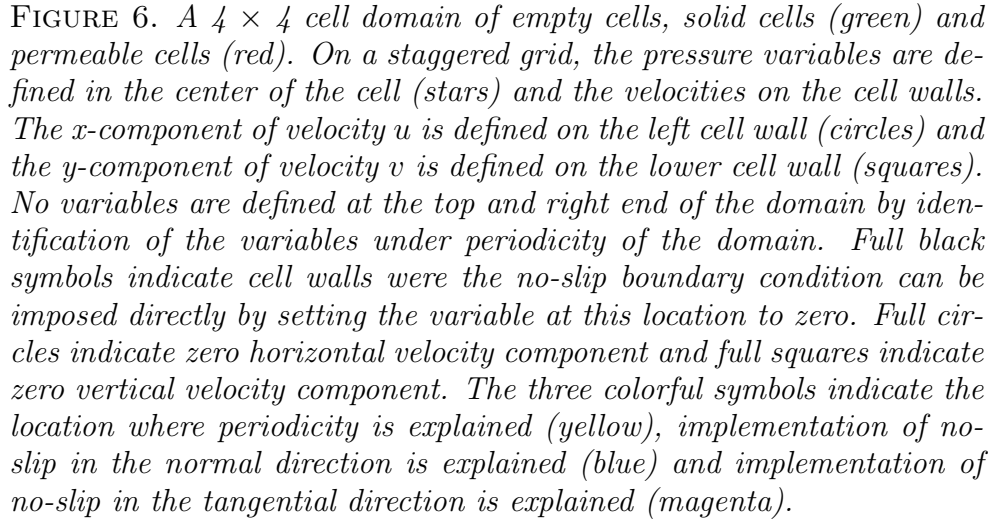 FIGURE 6. A 4 × 4 cell domain of empty cells, solid cells (green) and
permeable cells (red). On a staggered grid, the pressure variables are de-
fined in the center of the cell (stars) and the velocities on the cell walls.
The x-component of velocity u is defined on the left cell wall (circles) and
the y-component of velocity v is defined on the lower cell wall (squares).
No variables are defined at the top and right end of the domain by iden-
tification of the variables under periodicity of the domain. Full black
symbols indicate cell walls were the no-slip boundary condition can be
imposed directly by setting the variable at this location to zero. Full cir-
cles indicate zero horizontal velocity component and full squares indicate
zero vertical velocity component. The three colorful symbols indicate the
location where periodicity is explained (yellow), implementation of no-
slip in the normal direction is explained (blue) and implementation of
no-slip in the tangential direction is explained (magenta).